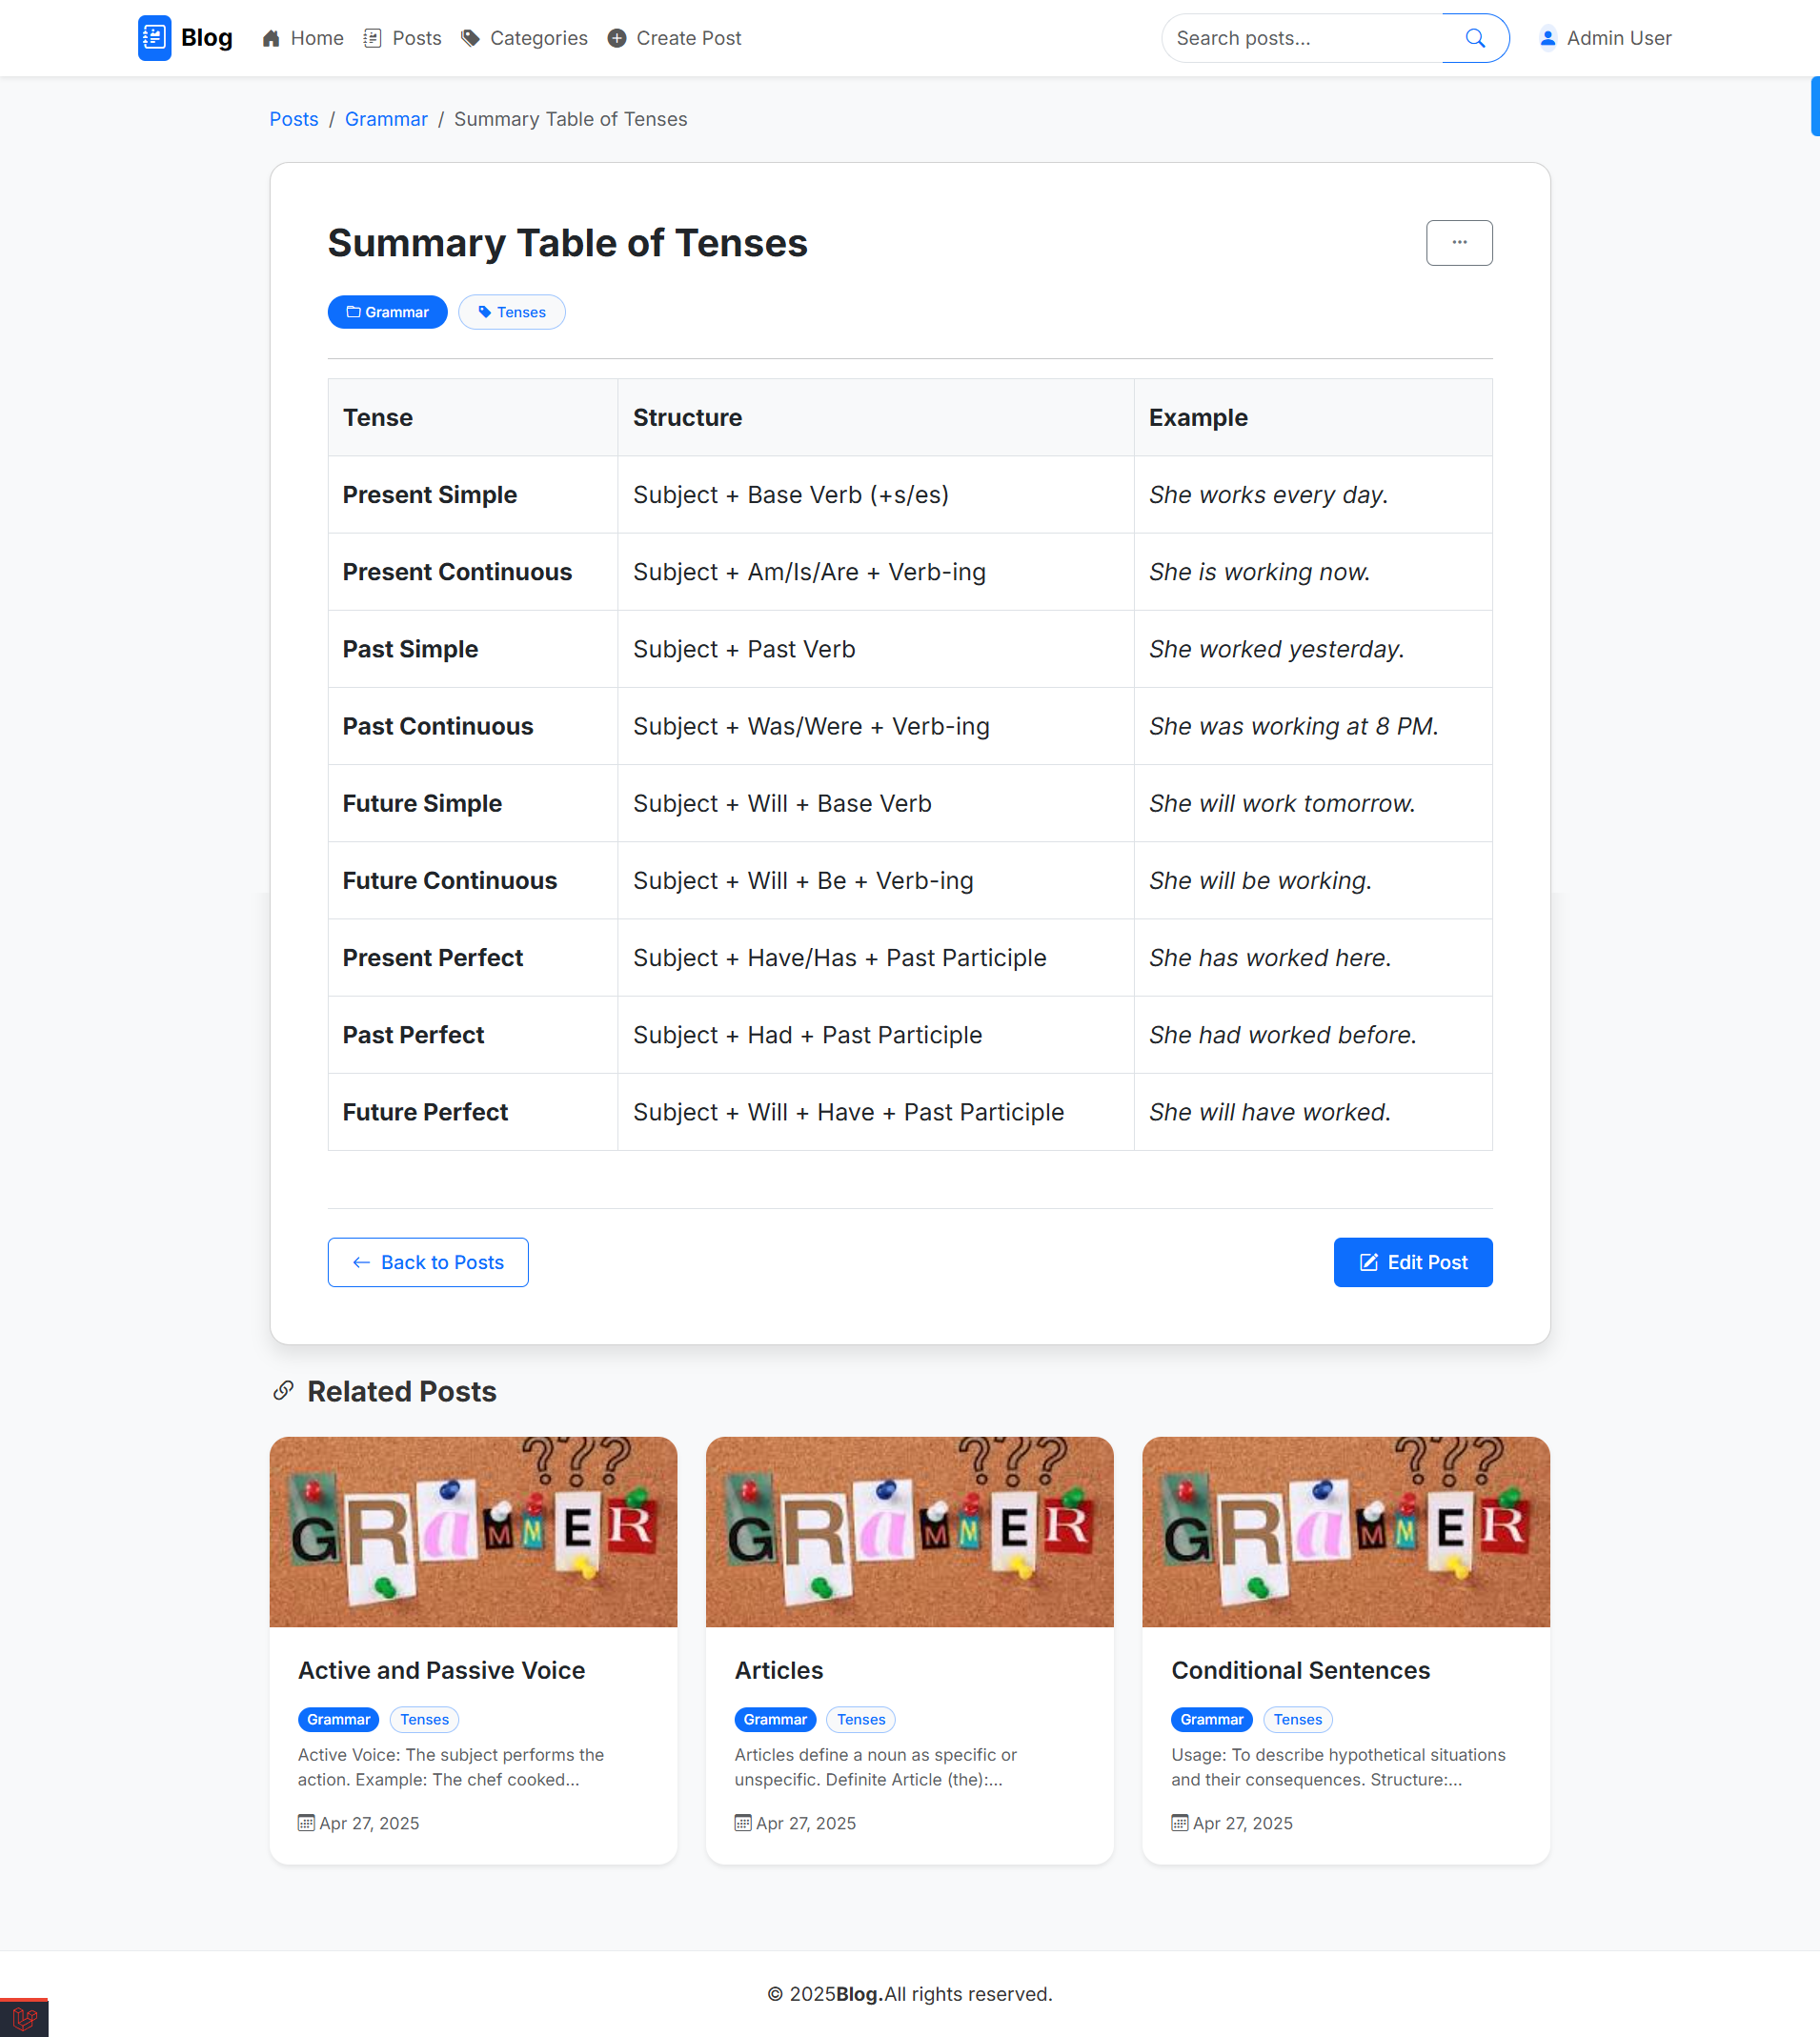 Blog Home Posts Categories Create Post Search posts... Admin User
Posts / Grammar / Summary Table of Tenses
Summary Table of Tenses ...
Grammar Tenses
Tense Structure Example
Present Simple Subject + Base Verb (+s/es) She works every day.
Present Continuous Subject + Am/Is/Are + Verb-ing She is working now.
Past Simple Subject + Past Verb She worked yesterday.
Past Continuous Subject + Was/Were + Verb-ing She was working at 8 PM.
Future Simple Subject + Will + Base Verb She will work tomorrow.
Future Continuous Subject + Will + Be + Verb-ing She will be working.
Present Perfect Subject + Have/Has + Past Participle She has worked here.
Past Perfect Subject + Had + Past Participle She had worked before.
Future Perfect Subject + Will + Have + Past Participle She will have worked.
Back to Posts Edit Post
Related Posts
??? ??? ???
GRaMMER GRaMMER GRaMMER
Active and Passive Voice
Grammar Tenses
Active Voice: The subject performs the
action. Example: The chef cooked...
Apr 27, 2025
Articles
Grammar Tenses
Articles define a noun as specific or
unspecific. Definite Article (the):...
Apr 27, 2025
Conditional Sentences
Grammar Tenses
Usage: To describe hypothetical situations
and their consequences. Structure:...
Apr 27, 2025
© 2025Blog.All rights reserved.